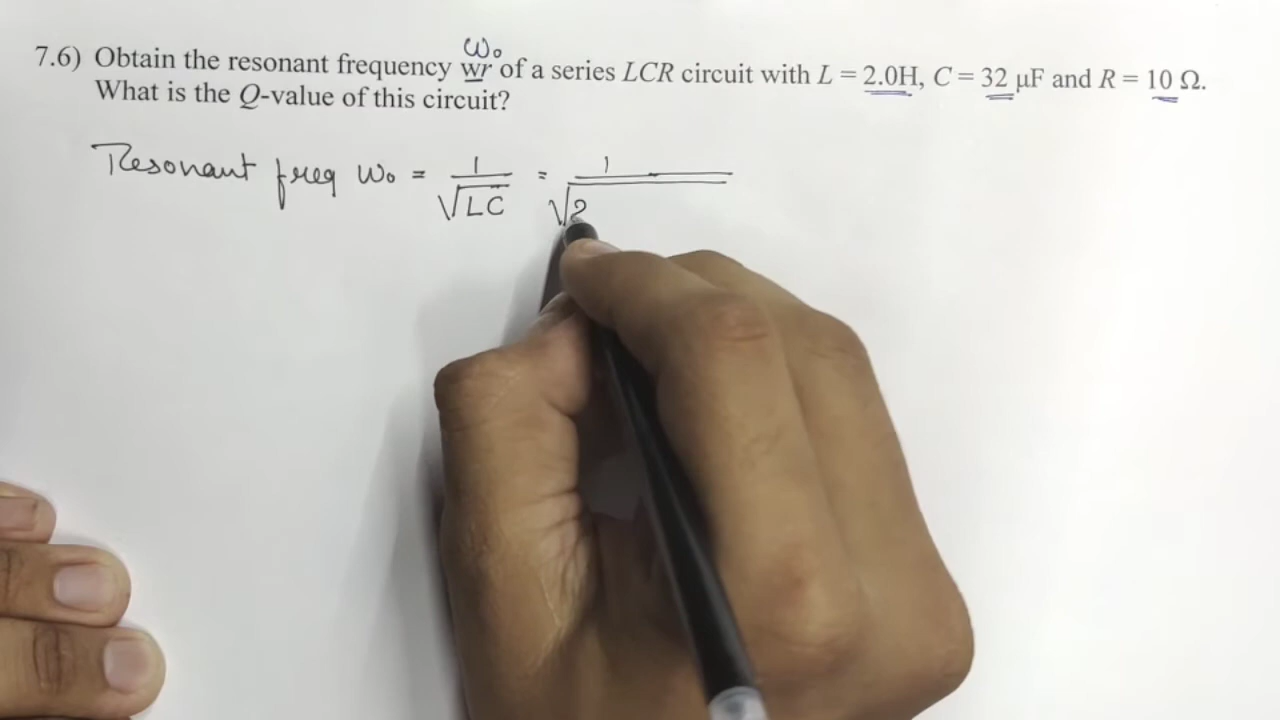 ω₀
7.6) Obtain the resonant frequency wr of a series LCR circuit with L = 2.0H, C = 32 μF and R = 10 Ω.
What is the Q-value of this circuit?
Resonant freq ω₀ = 1/√LC = 1/√2